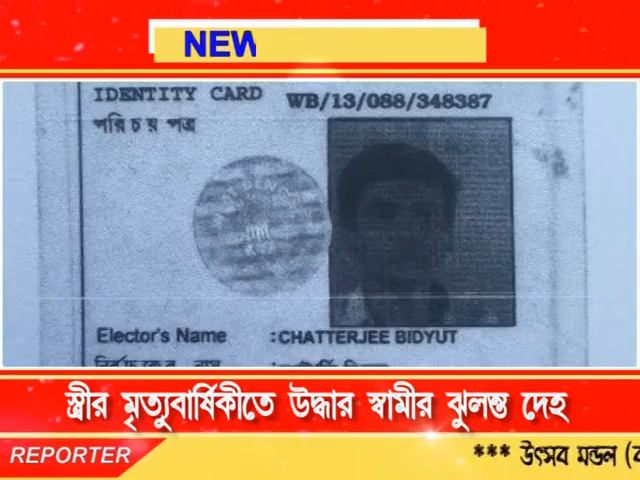 NEW
IDENTITY CARD WB/13/088/348387
পরিচয় পত্র
Elector's Name : CHATTERJEE BIDYUT
নির্বাচকের নাম
স্ত্রীর মৃত্যুবার্ষিকীতে উদ্ধার স্বামীর ঝুলন্ত দেহ
REPORTER *** উৎসব মন্ডল